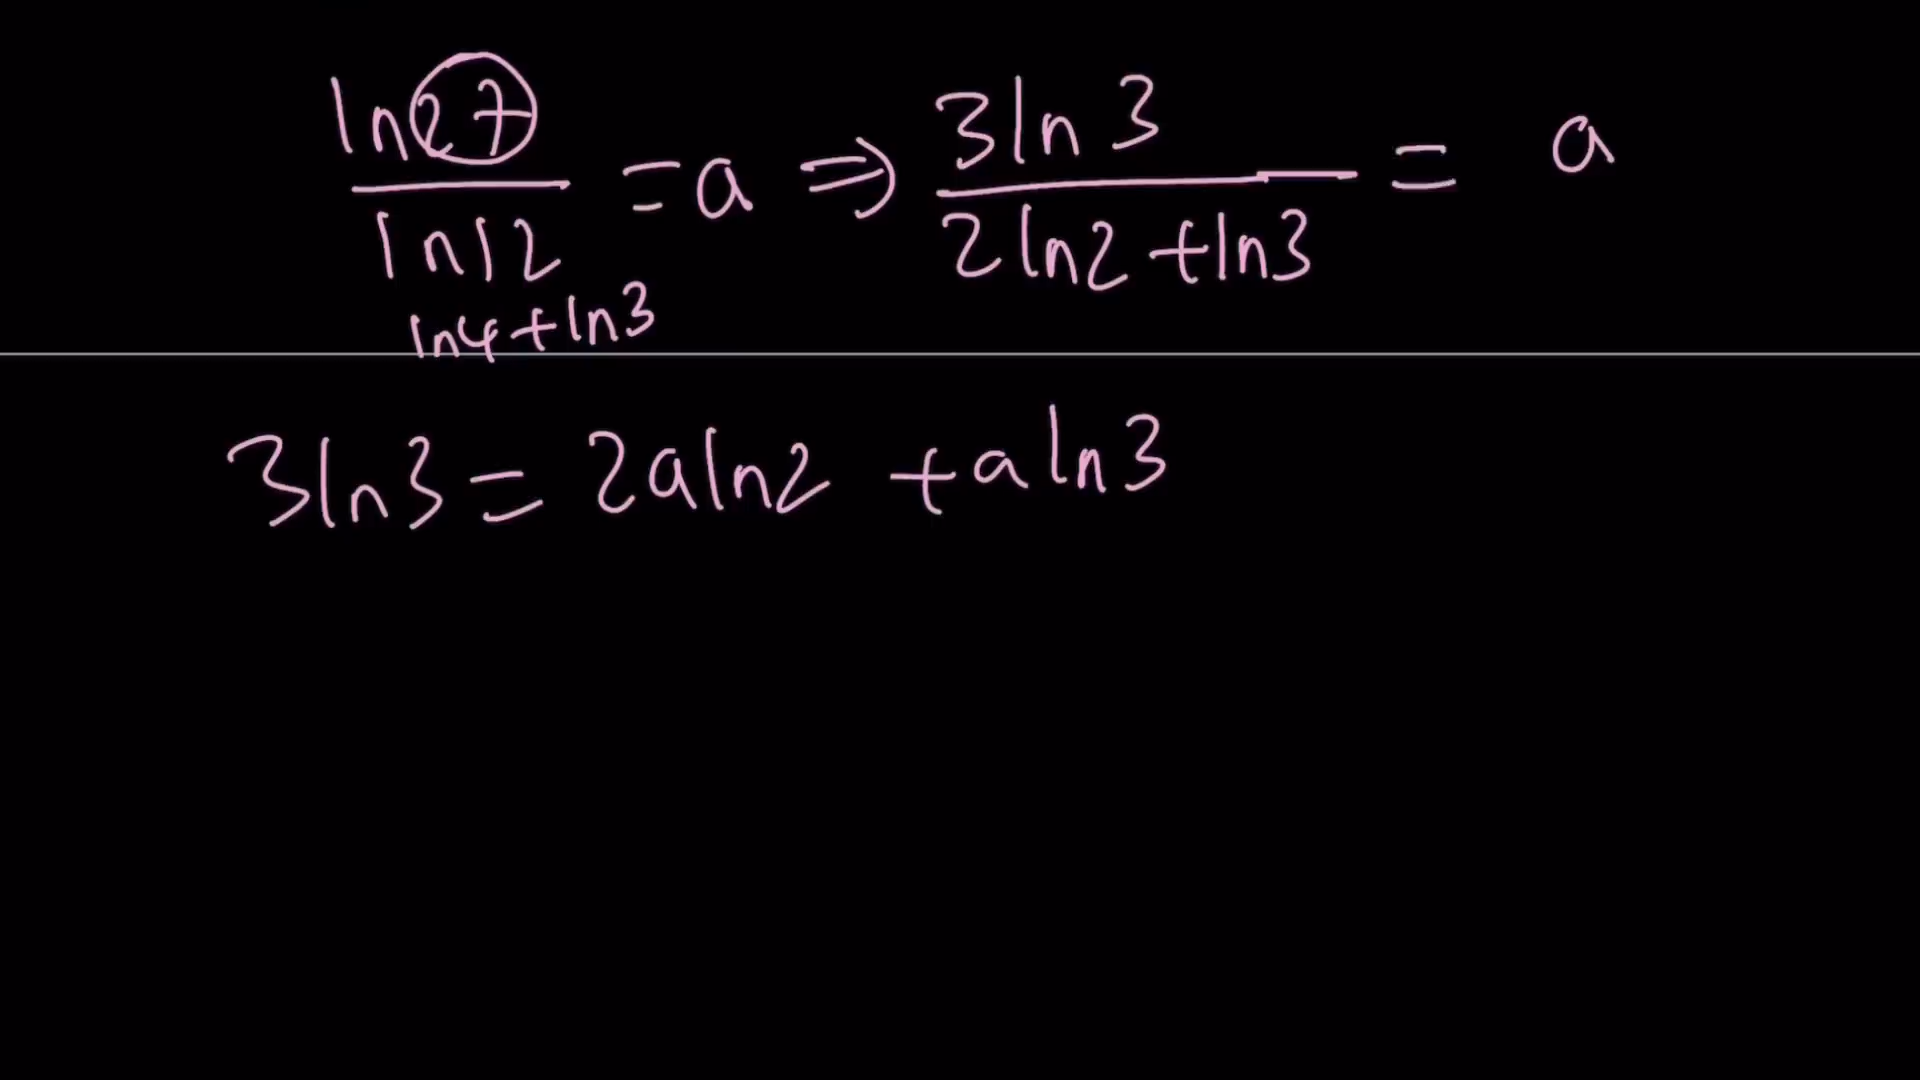 ln27/ln12 = a ⇒ 3ln3/(2ln2+ln3) = a
ln4+ln3
3ln3 = 2aln2 + aln3